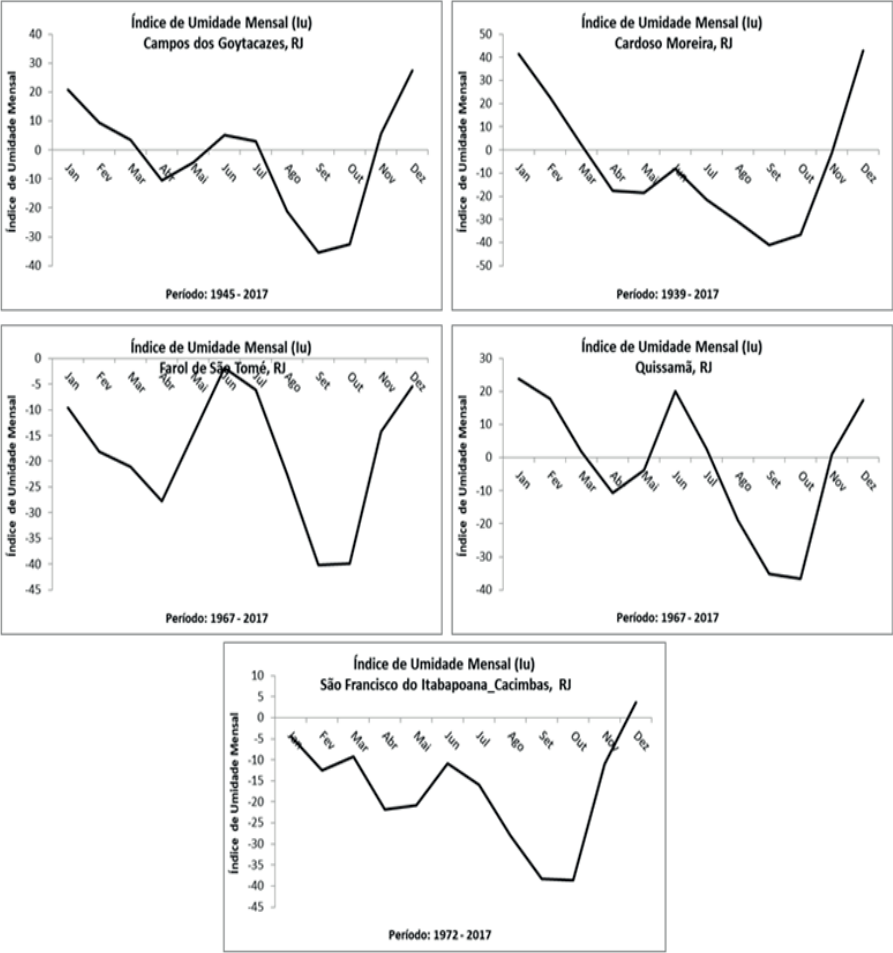 Índice de Umidade Mensal (Iu)
Campos dos Goytacazes, RJ
Índice de Umidade Mensal
40
30
20
10
0
-10
-20
-30
-40
Jan Fev Mar Abr Mai Jun Jul Ago Set Out Nov Dez
Período: 1945 - 2017
Índice de Umidade Mensal (Iu)
Cardoso Moreira, RJ
Índice de Umidade Mensal
50
40
30
20
10
0
-10
-20
-30
-40
-50
Jan Fev Mar Abr Mai Jun Jul Ago Set Out Nov Dez
Período: 1939 - 2017
Índice de Umidade Mensal (Iu)
Farol de São Tomé, RJ
Índice de Umidade Mensal
0
-5
-10
-15
-20
-25
-30
-35
-40
-45
Jan Fev Mar Abr Mai Jun Jul Ago Set Out Nov Dez
Período: 1967 - 2017
Índice de Umidade Mensal (Iu)
Quissamã, RJ
Índice de Umidade Mensal
30
20
10
0
-10
-20
-30
-40
Jan Fev Mar Abr Mai Jun Jul Ago Set Out Nov Dez
Período: 1967 - 2017
Índice de Umidade Mensal (Iu)
São Francisco do Itabapoana_Cacimbas, RJ
Índice de Umidade Mensal
10
5
0
-5
-10
-15
-20
-25
-30
-35
-40
-45
Jan Fev Mar Abr Mai Jun Jul Ago Set Out Nov Dez
Período: 1972 - 2017